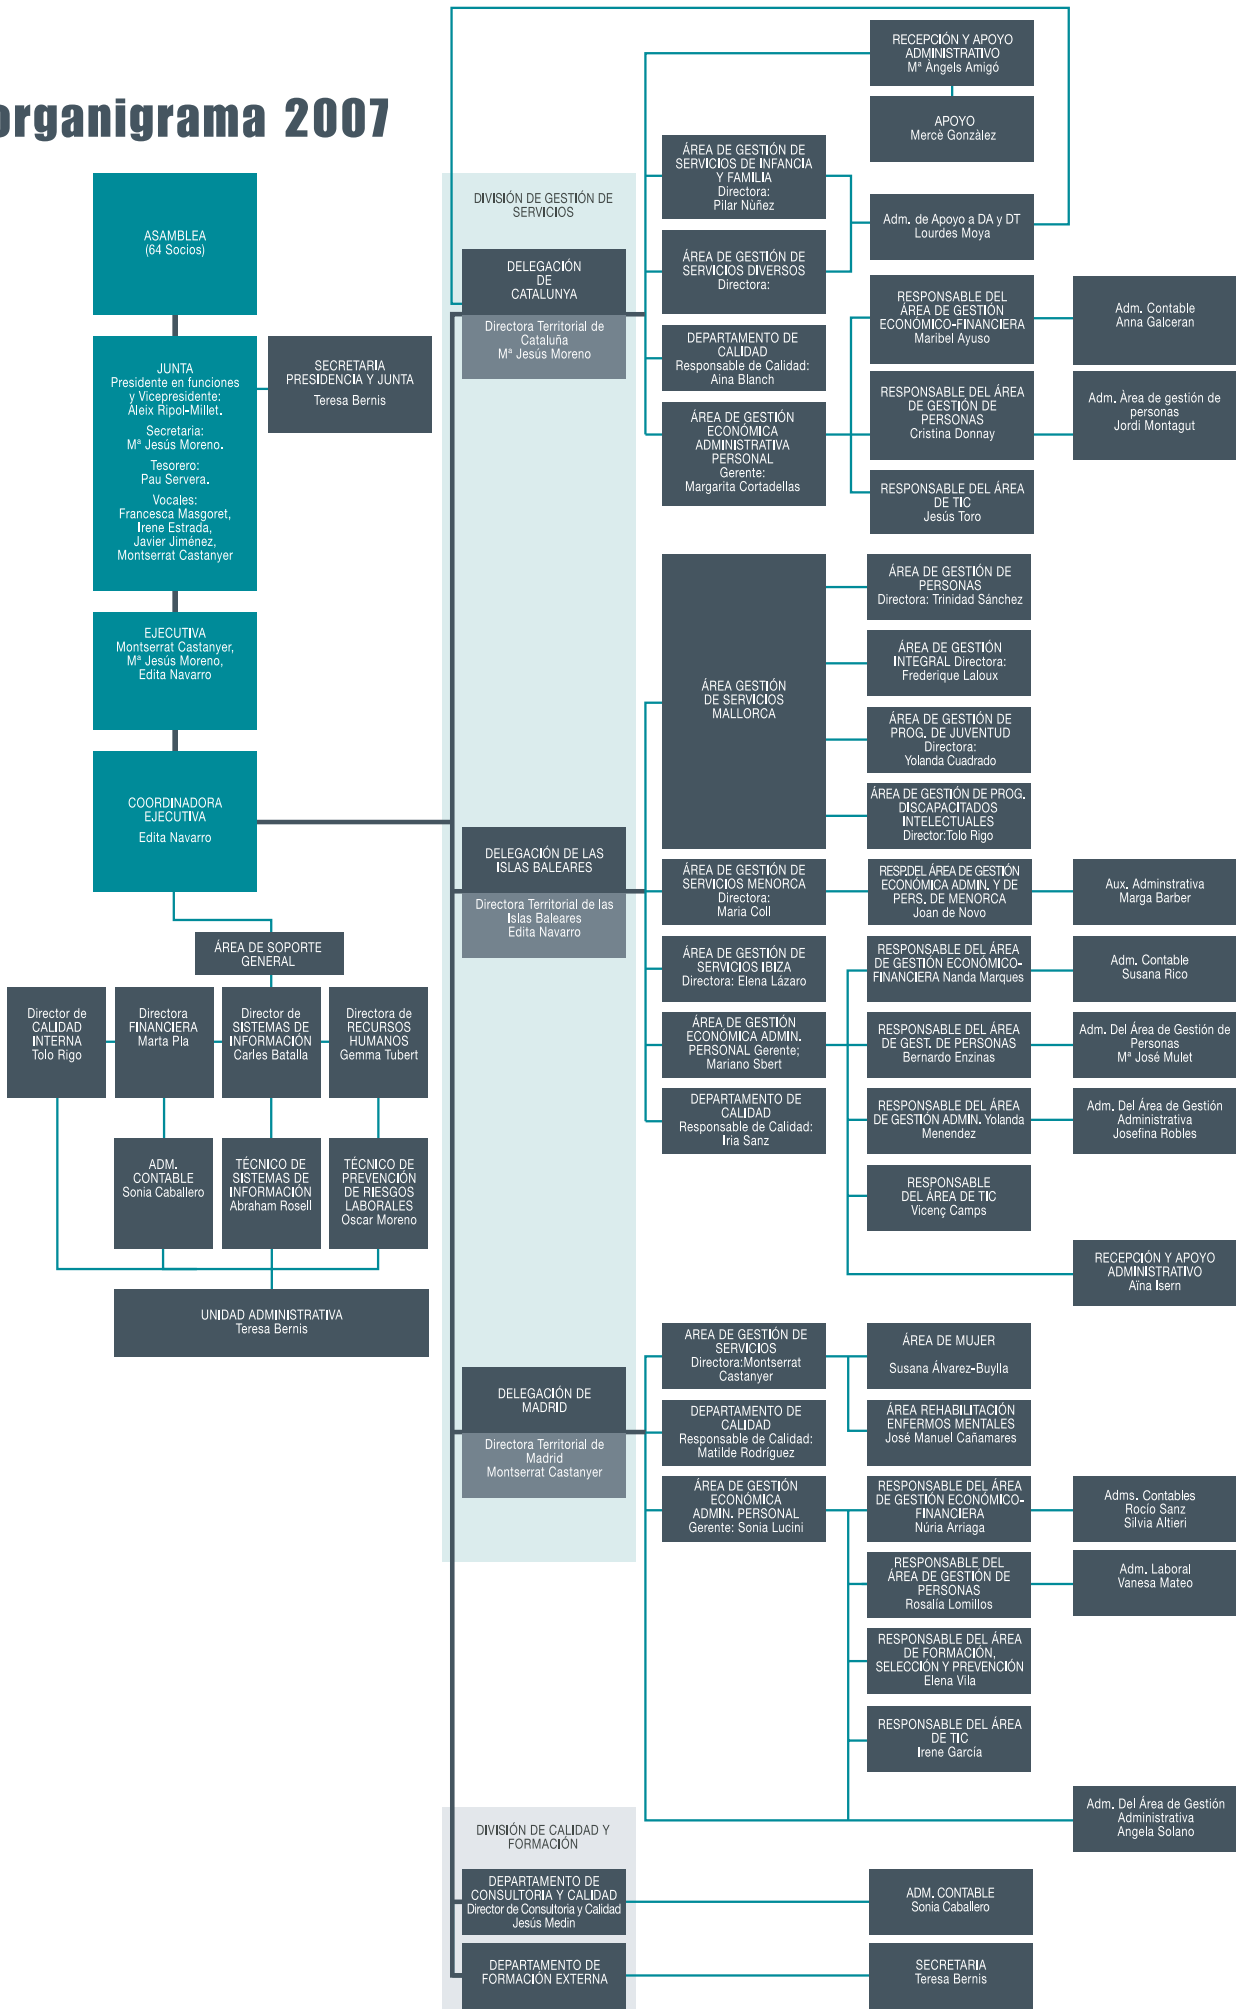 organigrama 2007
ASAMBLEA
(64 Socios)
JUNTA
Presidente en funciones
y Vicepresidente:
Aleix Ripol-Millet.
Secretaria:
Mª Jesús Moreno.
Tesorero:
Pau Servera.
Vocales:
Francesca Masgoret,
Irene Estrada,
Javier Jiménez,
Montserrat Castanyer
SECRETARIA
PRESIDENCIA Y JUNTA
Teresa Bernis
EJECUTIVA
Montserrat Castanyer,
Mª Jesús Moreno,
Edita Navarro
COORDINADORA
EJECUTIVA
Edita Navarro
ÁREA DE SOPORTE
GENERAL
Director de
CALIDAD
INTERNA
Tolo Rigo
Directora
FINANCIERA
Marta Pla
Director de
SISTEMAS DE
INFORMACIÓN
Carles Batalla
Directora de
RECURSOS
HUMANOS
Gemma Tubert
ADM.
CONTABLE
Sonia Caballero
TÉCNICO DE
SISTEMAS DE
INFORMACIÓN
Abraham Rosell
TÉCNICO DE
PREVENCIÓN
DE RIESGOS
LABORALES
Oscar Moreno
UNIDAD ADMINISTRATIVA
Teresa Bernis
DIVISIÓN DE GESTIÓN DE
SERVICIOS
DELEGACIÓN
DE
CATALUNYA
Directora Territorial de
Cataluña
Mª Jesús Moreno
RECEPCIÓN Y APOYO
ADMINISTRATIVO
Mª Àngels Amigó
APOYO
Mercè Gonzàlez
ÁREA DE GESTIÓN DE
SERVICIOS DE INFANCIA
Y FAMILIA
Directora:
Pilar Nùñez
ÁREA DE GESTIÓN DE
SERVICIOS DIVERSOS
Directora:
Adm. de Apoyo a DA y DT
Lourdes Moya
DEPARTAMENTO DE
CALIDAD
Responsable de Calidad:
Aina Blanch
ÁREA DE GESTIÓN
ECONÓMICA
ADMINISTRATIVA
PERSONAL
Gerente:
Margarita Cortadellas
RESPONSABLE DEL
ÁREA DE GESTIÓN
ECONÓMICO-FINANCIERA
Maribel Ayuso
Adm. Contable
Anna Galceran
RESPONSABLE DEL ÁREA
DE GESTIÓN DE
PERSONAS
Cristina Donnay
Adm. Àrea de gestión de
personas
Jordi Montagut
RESPONSABLE DEL ÁREA
DE TIC
Jesús Toro
DELEGACIÓN DE LAS
ISLAS BALEARES
Directora Territorial de las
Islas Baleares
Edita Navarro
ÁREA GESTIÓN
DE SERVICIOS
MALLORCA
ÁREA DE GESTIÓN DE
PERSONAS
Directora: Trinidad Sánchez
ÁREA DE GESTIÓN
INTEGRAL Directora:
Frederique Laloux
ÁREA DE GESTIÓN DE
PROG. DE JUVENTUD
Directora:
Yolanda Cuadrado
ÁREA DE GESTIÓN DE PROG.
DISCAPACITADOS
INTELECTUALES
Director:Tolo Rigo
ÁREA DE GESTIÓN DE
SERVICIOS MENORCA
Directora:
Maria Coll
RESP.DEL ÁREA DE GESTIÓN
ECONÓMICA ADMIN. Y DE
PERS. DE MENORCA
Joan de Novo
Aux. Adminstrativa
Marga Barber
ÁREA DE GESTIÓN DE
SERVICIOS IBIZA
Directora: Elena Lázaro
ÁREA DE GESTIÓN
ECONÓMICA ADMIN.
PERSONAL Gerente;
Mariano Sbert
DEPARTAMENTO DE
CALIDAD
Responsable de Calidad:
Iria Sanz
RESPONSABLE DEL ÁREA
DE GESTIÓN ECONÓMICO-
FINANCIERA Nanda Marques
Adm. Contable
Susana Rico
RESPONSABLE DEL ÁREA
DE GEST. DE PERSONAS
Bernardo Enzinas
Adm. Del Área de Gestión de
Personas
Mª José Mulet
RESPONSABLE DEL ÁREA
DE GESTIÓN ADMIN. Yolanda
Menendez
Adm. Del Área de Gestión
Administrativa
Josefina Robles
RESPONSABLE
DEL ÁREA DE TIC
Vicenç Camps
RECEPCIÓN Y APOYO
ADMINISTRATIVO
Aïna Isern
DELEGACIÓN DE
MADRID
Directora Territorial de
Madrid
Montserrat Castanyer
AREA DE GESTIÓN DE
SERVICIOS
Directora:Montserrat
Castanyer
ÁREA DE MUJER
Susana Álvarez-Buylla
ÁREA REHABILITACIÓN
ENFERMOS MENTALES
José Manuel Cañamares
DEPARTAMENTO DE
CALIDAD
Responsable de Calidad:
Matilde Rodríguez
ÁREA DE GESTIÓN
ECONÓMICA
ADMIN. PERSONAL
Gerente: Sonia Lucini
RESPONSABLE DEL ÁREA
DE GESTIÓN ECONÓMICO-
FINANCIERA
Núria Arriaga
Adms. Contables
Rocío Sanz
Silvia Altieri
RESPONSABLE DEL
ÁREA DE GESTIÓN DE
PERSONAS
Rosalía Lomillos
Adm. Laboral
Vanesa Mateo
RESPONSABLE DEL ÁREA
DE FORMACIÓN,
SELECCIÓN Y PREVENCIÓN
Elena Vila
RESPONSABLE DEL ÁREA
DE TIC
Irene García
Adm. Del Área de Gestión
Administrativa
Angela Solano
DIVISIÓN DE CALIDAD Y
FORMACIÓN
DEPARTAMENTO DE
CONSULTORIA Y CALIDAD
Director de Consultoria y Calidad
Jesús Medin
ADM. CONTABLE
Sonia Caballero
DEPARTAMENTO DE
FORMACIÓN EXTERNA
SECRETARIA
Teresa Bernis